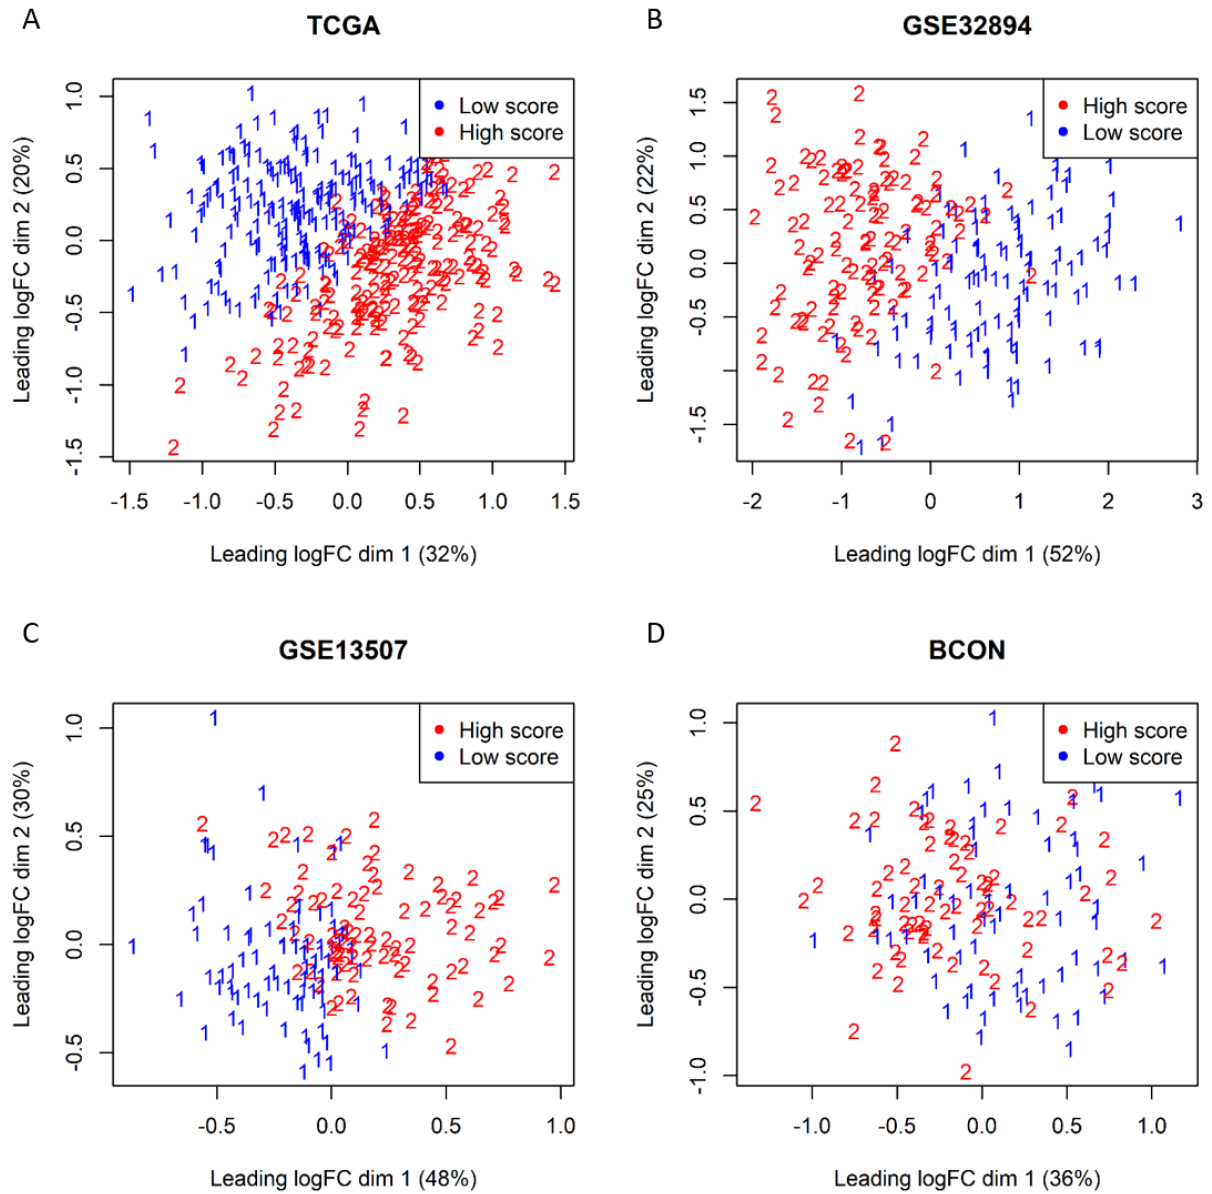 A
TCGA
Low score
High score
1.0
0.5
0.0
-0.5
-1.0
-1.5
Leading logFC dim 2 (20%)
-1.5 -1.0 -0.5 0.0 0.5 1.0 1.5
Leading logFC dim 1 (32%)
B
GSE32894
High score
Low score
1.5
1.0
0.5
0.0
-0.5
-1.5
Leading logFC dim 2 (22%)
-2 -1 0 1 2 3
Leading logFC dim 1 (52%)
C
GSE13507
High score
Low score
1.0
0.5
0.0
-0.5
Leading logFC dim 2 (30%)
-0.5 0.0 0.5 1.0
Leading logFC dim 1 (48%)
D
BCON
High score
Low score
1.0
0.5
0.0
-0.5
-1.0
Leading logFC dim 2 (25%)
-1.0 -0.5 0.0 0.5 1.0
Leading logFC dim 1 (36%)